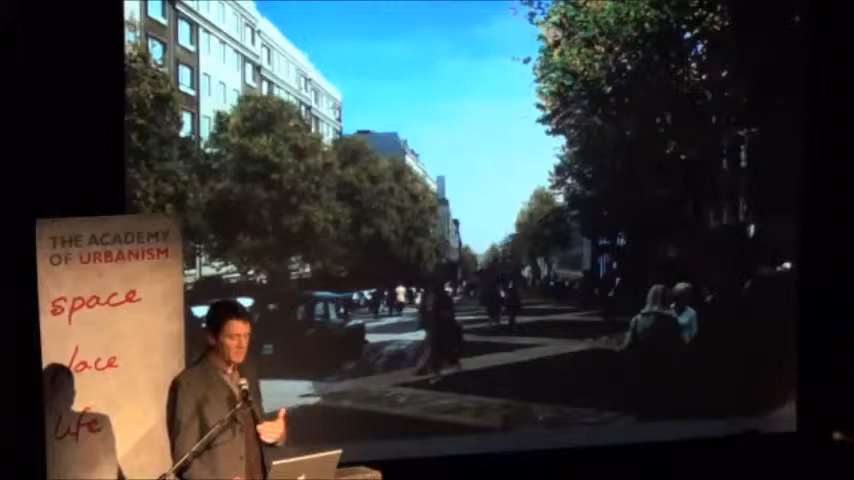 THE ACADEMY
OF URBANISM
space
lace
life